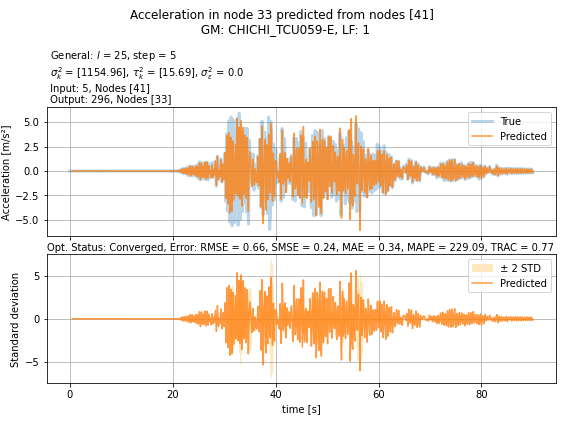 Acceleration in node 33 predicted from nodes [41]
GM: CHICHI_TCU059-E, LF: 1
General: l = 25, step = 5
σ²ₖ = [1154.96], τ²ₖ = [15.69], σ²_ε = 0.0
Input: 5, Nodes [41]
Output: 296, Nodes [33]
Acceleration [m/s²]
5.0
2.5
0.0
−2.5
−5.0
True
Predicted
Opt. Status: Converged, Error: RMSE = 0.66, SMSE = 0.24, MAE = 0.34, MAPE = 229.09, TRAC = 0.77
Standard deviation
5
0
−5
± 2 STD
Predicted
0 20 40 60 80
time [s]